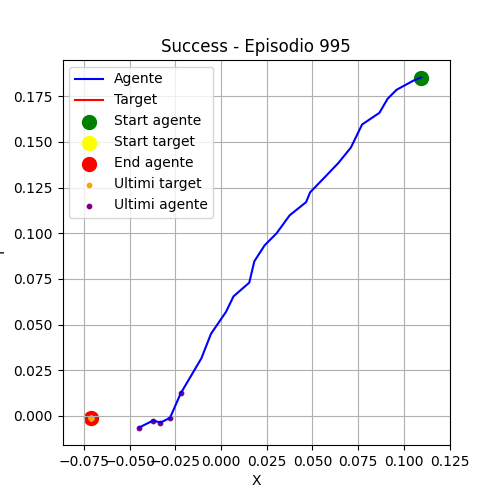 Success - Episodio 995
Agente
Target
Start agente
Start target
End agente
Ultimi target
Ultimi agente
0.175
0.150
0.125
0.100
0.075
0.050
0.025
0.000
−0.075 −0.050 −0.025 0.000 0.025 0.050 0.075 0.100 0.125
X